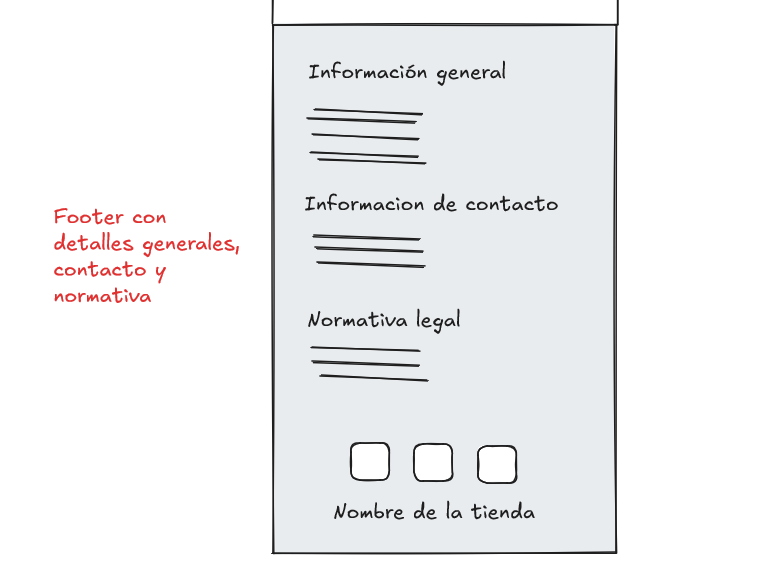 Información general
Informacion de contacto
Footer con
detalles generales,
contacto y
normativa
Normativa legal
Nombre de la tienda